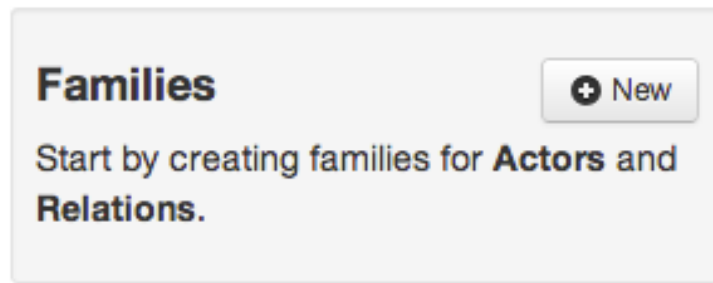 Families
New
Start by creating families for Actors and
Relations.